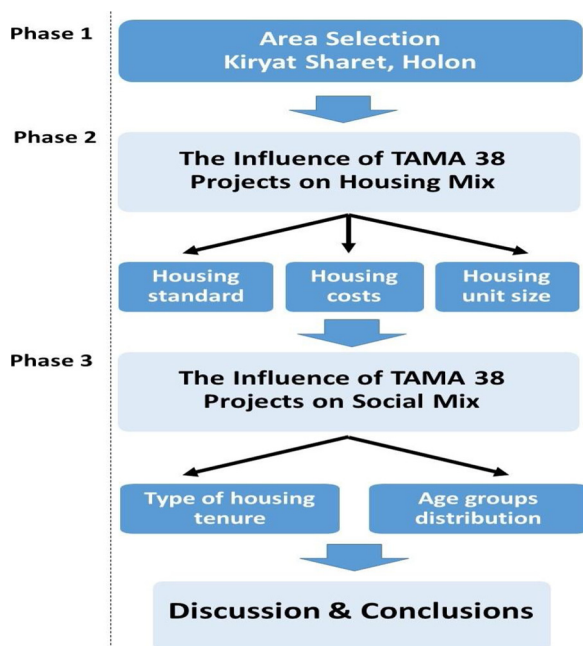 Phase 1
Area Selection
Kiryat Sharet, Holon
Phase 2
The Influence of TAMA 38
Projects on Housing Mix
Housing
standard
Housing
costs
Housing
unit size
Phase 3
The Influence of TAMA 38
Projects on Social Mix
Type of housing
tenure
Age groups
distribution
Discussion & Conclusions